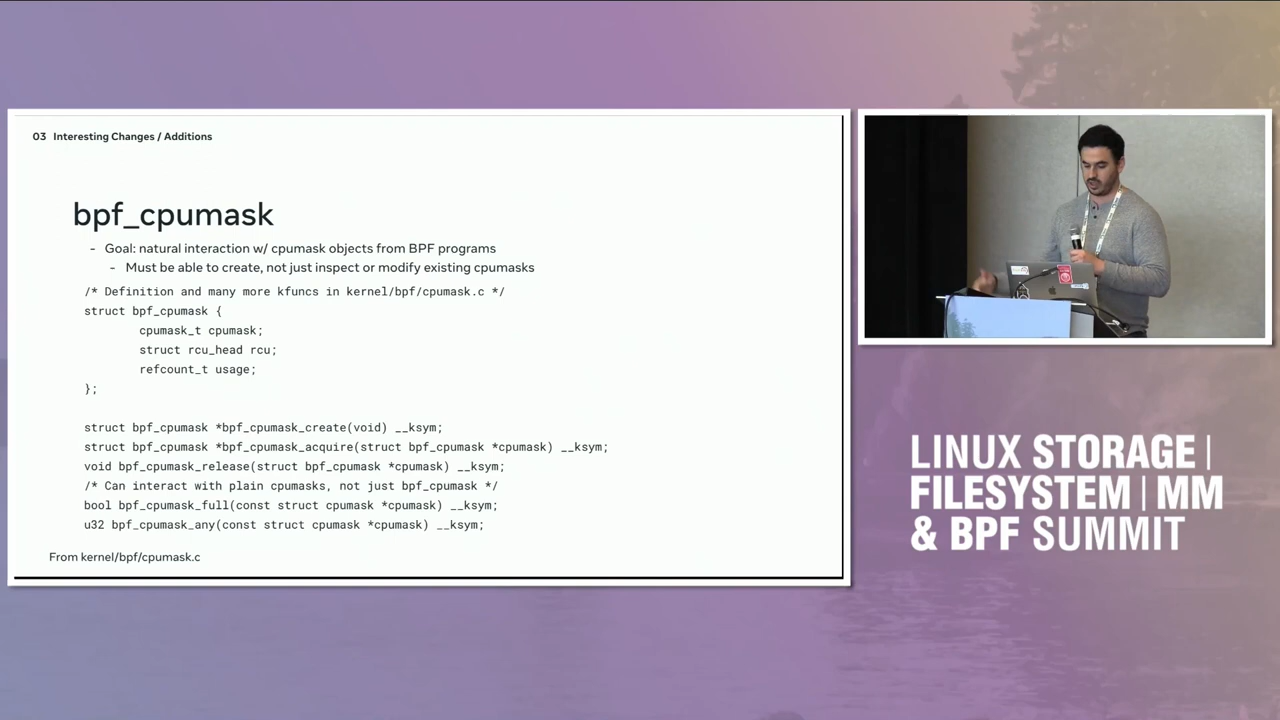 03 Interesting Changes / Additions
bpf_cpumask
- Goal: natural interaction w/ cpumask objects from BPF programs
- Must be able to create, not just inspect or modify existing cpumasks
/* Definition and many more kfuncs in kernel/bpf/cpumask.c */
struct bpf_cpumask {
cpumask_t cpumask;
struct rcu_head rcu;
refcount_t usage;
};
struct bpf_cpumask *bpf_cpumask_create(void) __ksym;
struct bpf_cpumask *bpf_cpumask_acquire(struct bpf_cpumask *cpumask) __ksym;
void bpf_cpumask_release(struct bpf_cpumask *cpumask) __ksym;
/* Can interact with plain cpumasks, not just bpf_cpumask */
bool bpf_cpumask_full(const struct cpumask *cpumask) __ksym;
u32 bpf_cpumask_any(const struct cpumask *cpumask) __ksym;
From kernel/bpf/cpumask.c
LINUX STORAGE |
FILESYSTEM | MM
& BPF SUMMIT